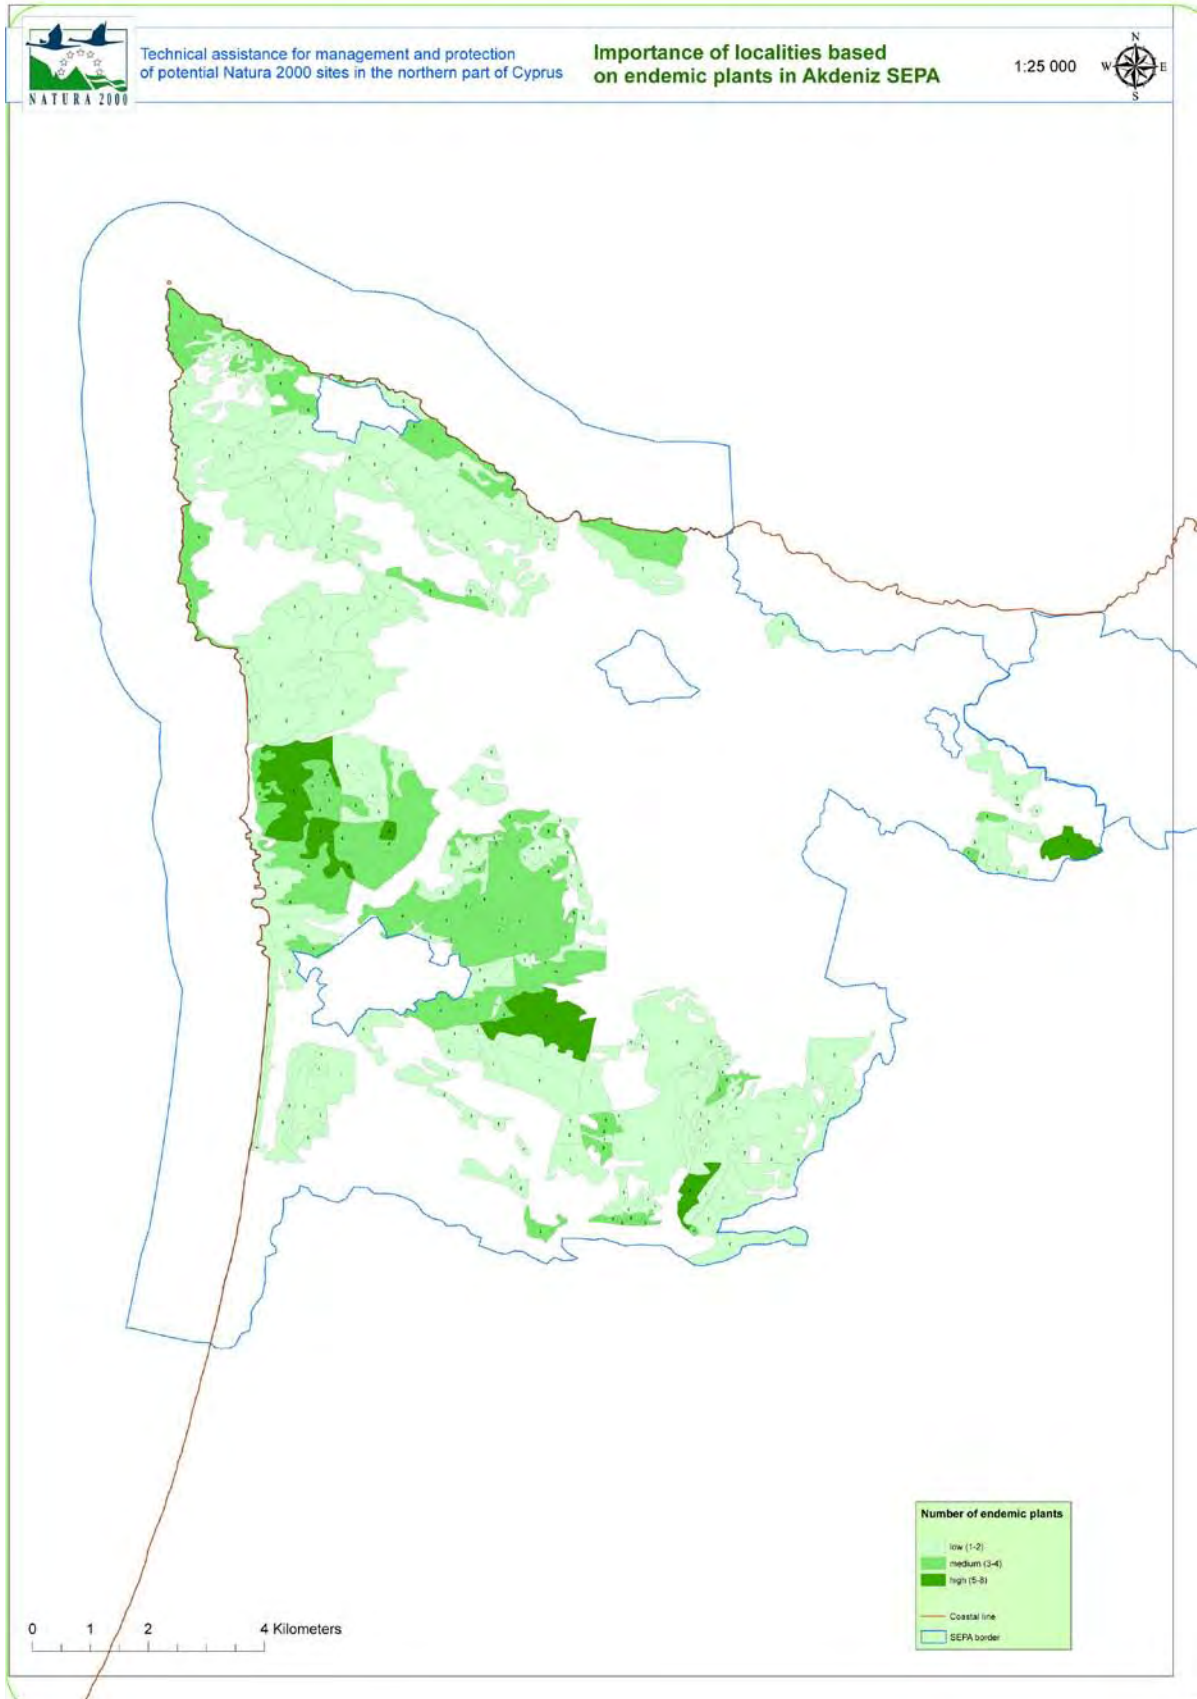 NATURA 2000
Technical assistance for management and protection
of potential Natura 2000 sites in the northern part of Cyprus
Importance of localities based
on endemic plants in Akdeniz SEPA
1:25 000
N
W
E
S
Number of endemic plants
low (1-2)
medium (3-4)
high (5-8)
Coastal line
SEPA border
0 1 2 4 Kilometers